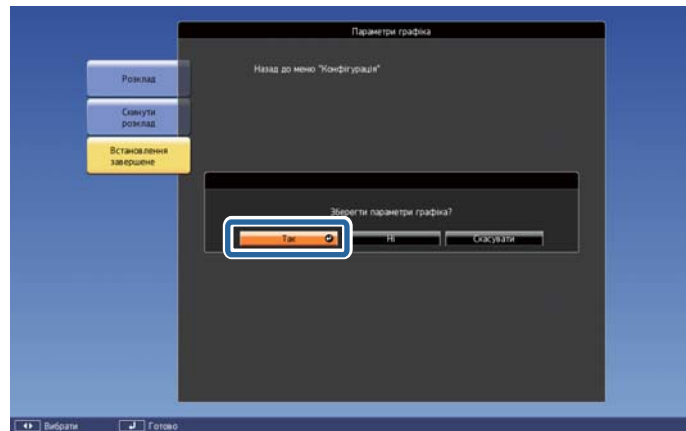 Параметри графіка
Назад до меню "Конфігурація"
Розклад
Скинути
розклад
Встановлення
завершене
Зберегти параметри графіка?
Так
Ні
Скасувати
Вибрати
Готово